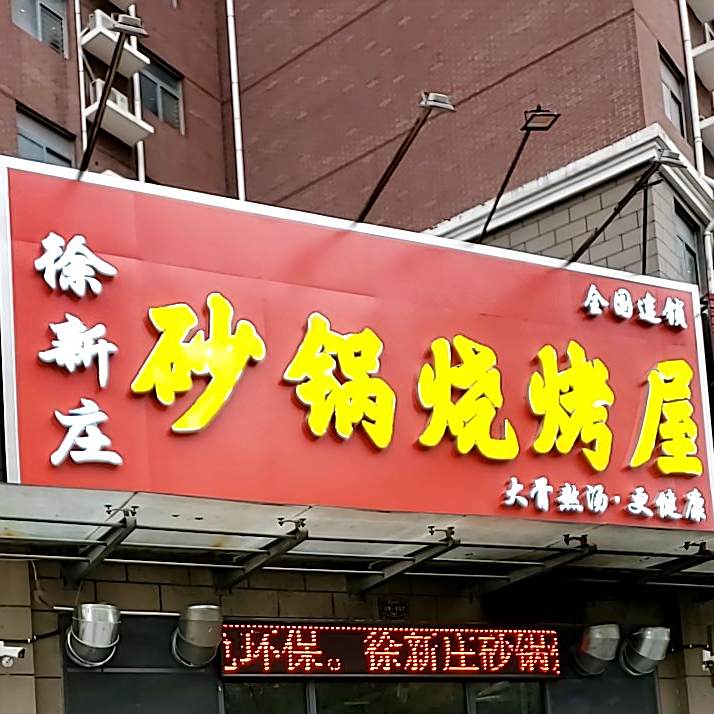 徐新庄
砂锅烧烤屋
全国连锁
大骨熬汤·更健康
环保。徐新庄砂锅